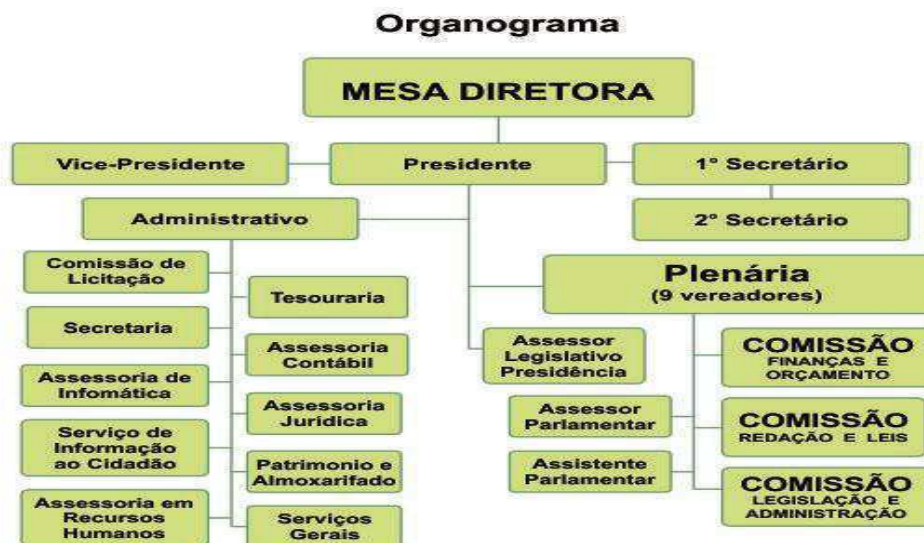 Organograma
MESA DIRETORA
Vice-Presidente
Presidente
1° Secretário
Administrativo
2° Secretário
Comissão de
Licitação
Tesouraria
Secretaria
Assessoria
Contábil
Assessoria de
Infomática
Assessoria
Jurídica
Serviço de
Informação
ao Cidadão
Patrimonio e
Almoxarifado
Assessoria em
Recursos
Humanos
Serviços
Gerais
Plenária
(9 vereadores)
Assessor
Legislativo
Presidência
COMISSÃO
FINANÇAS E
ORÇAMENTO
Assessor
Parlamentar
COMISSÃO
REDAÇÃO E LEIS
Assistente
Parlamentar
COMISSÃO
LEGISLAÇÃO E
ADMINISTRAÇÃO